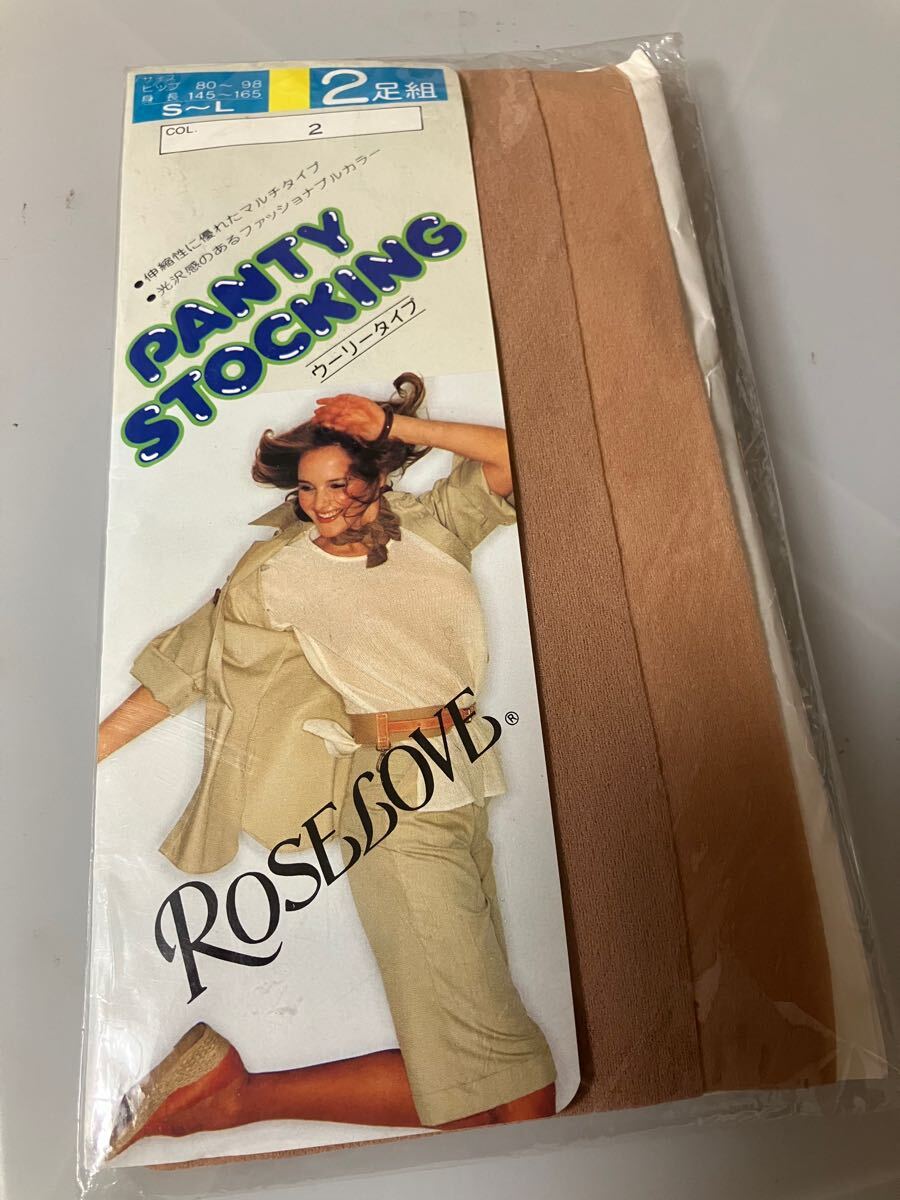 サイズ
ヒップ 80～98
身長 145～165
S～L
2足組
COL. 2
●伸縮性に優れたマルチタイプ
●光沢感のあるファッショナブルカラー
PANTY
STOCKING
ウーリータイプ
ROSELOVE®